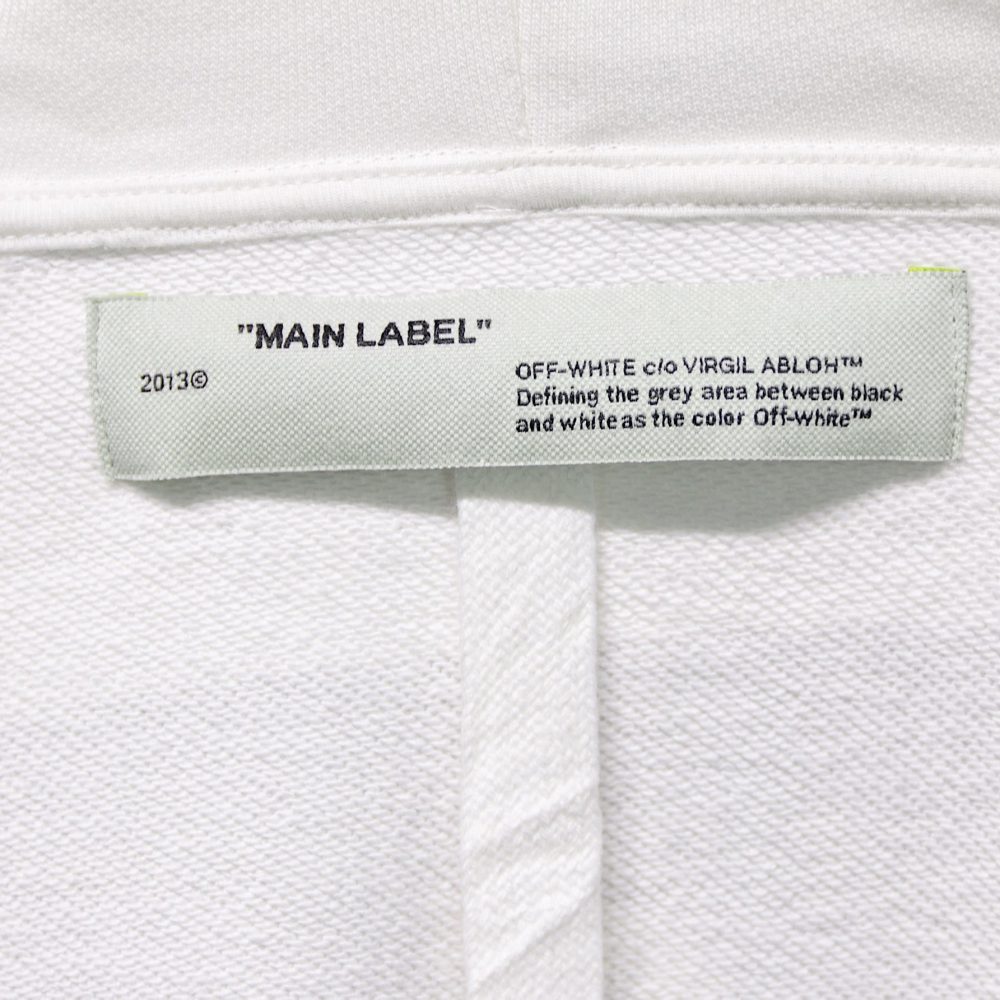 "MAIN LABEL"
2013©
OFF-WHITE c/o VIRGIL ABLOH™
Defining the grey area between black
and white as the color Off-White™